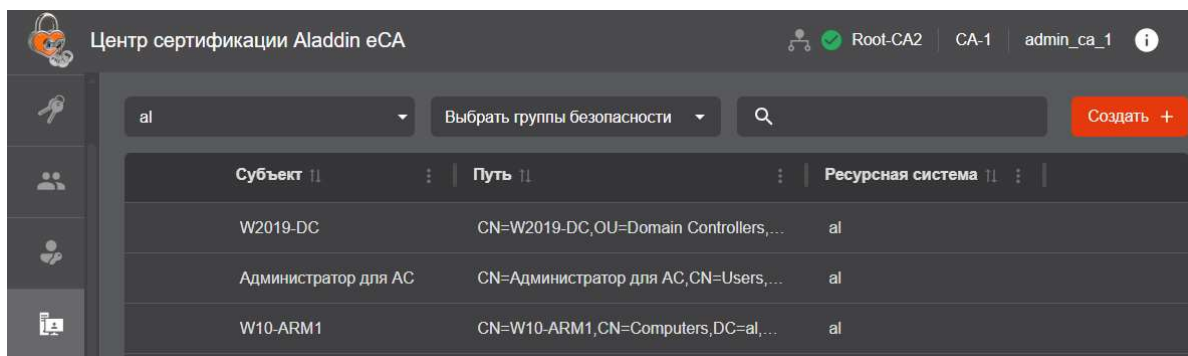 Центр сертификации Aladdin eCA Root-CA2 CA-1 admin_ca_1
al Выбрать группы безопасности Создать +
Субъект Путь Ресурсная система
W2019-DC CN=W2019-DC,OU=Domain Controllers,... al
Администратор для АС CN=Администратор для АС,CN=Users,... al
W10-ARM1 CN=W10-ARM1,CN=Computers,DC=al,... al